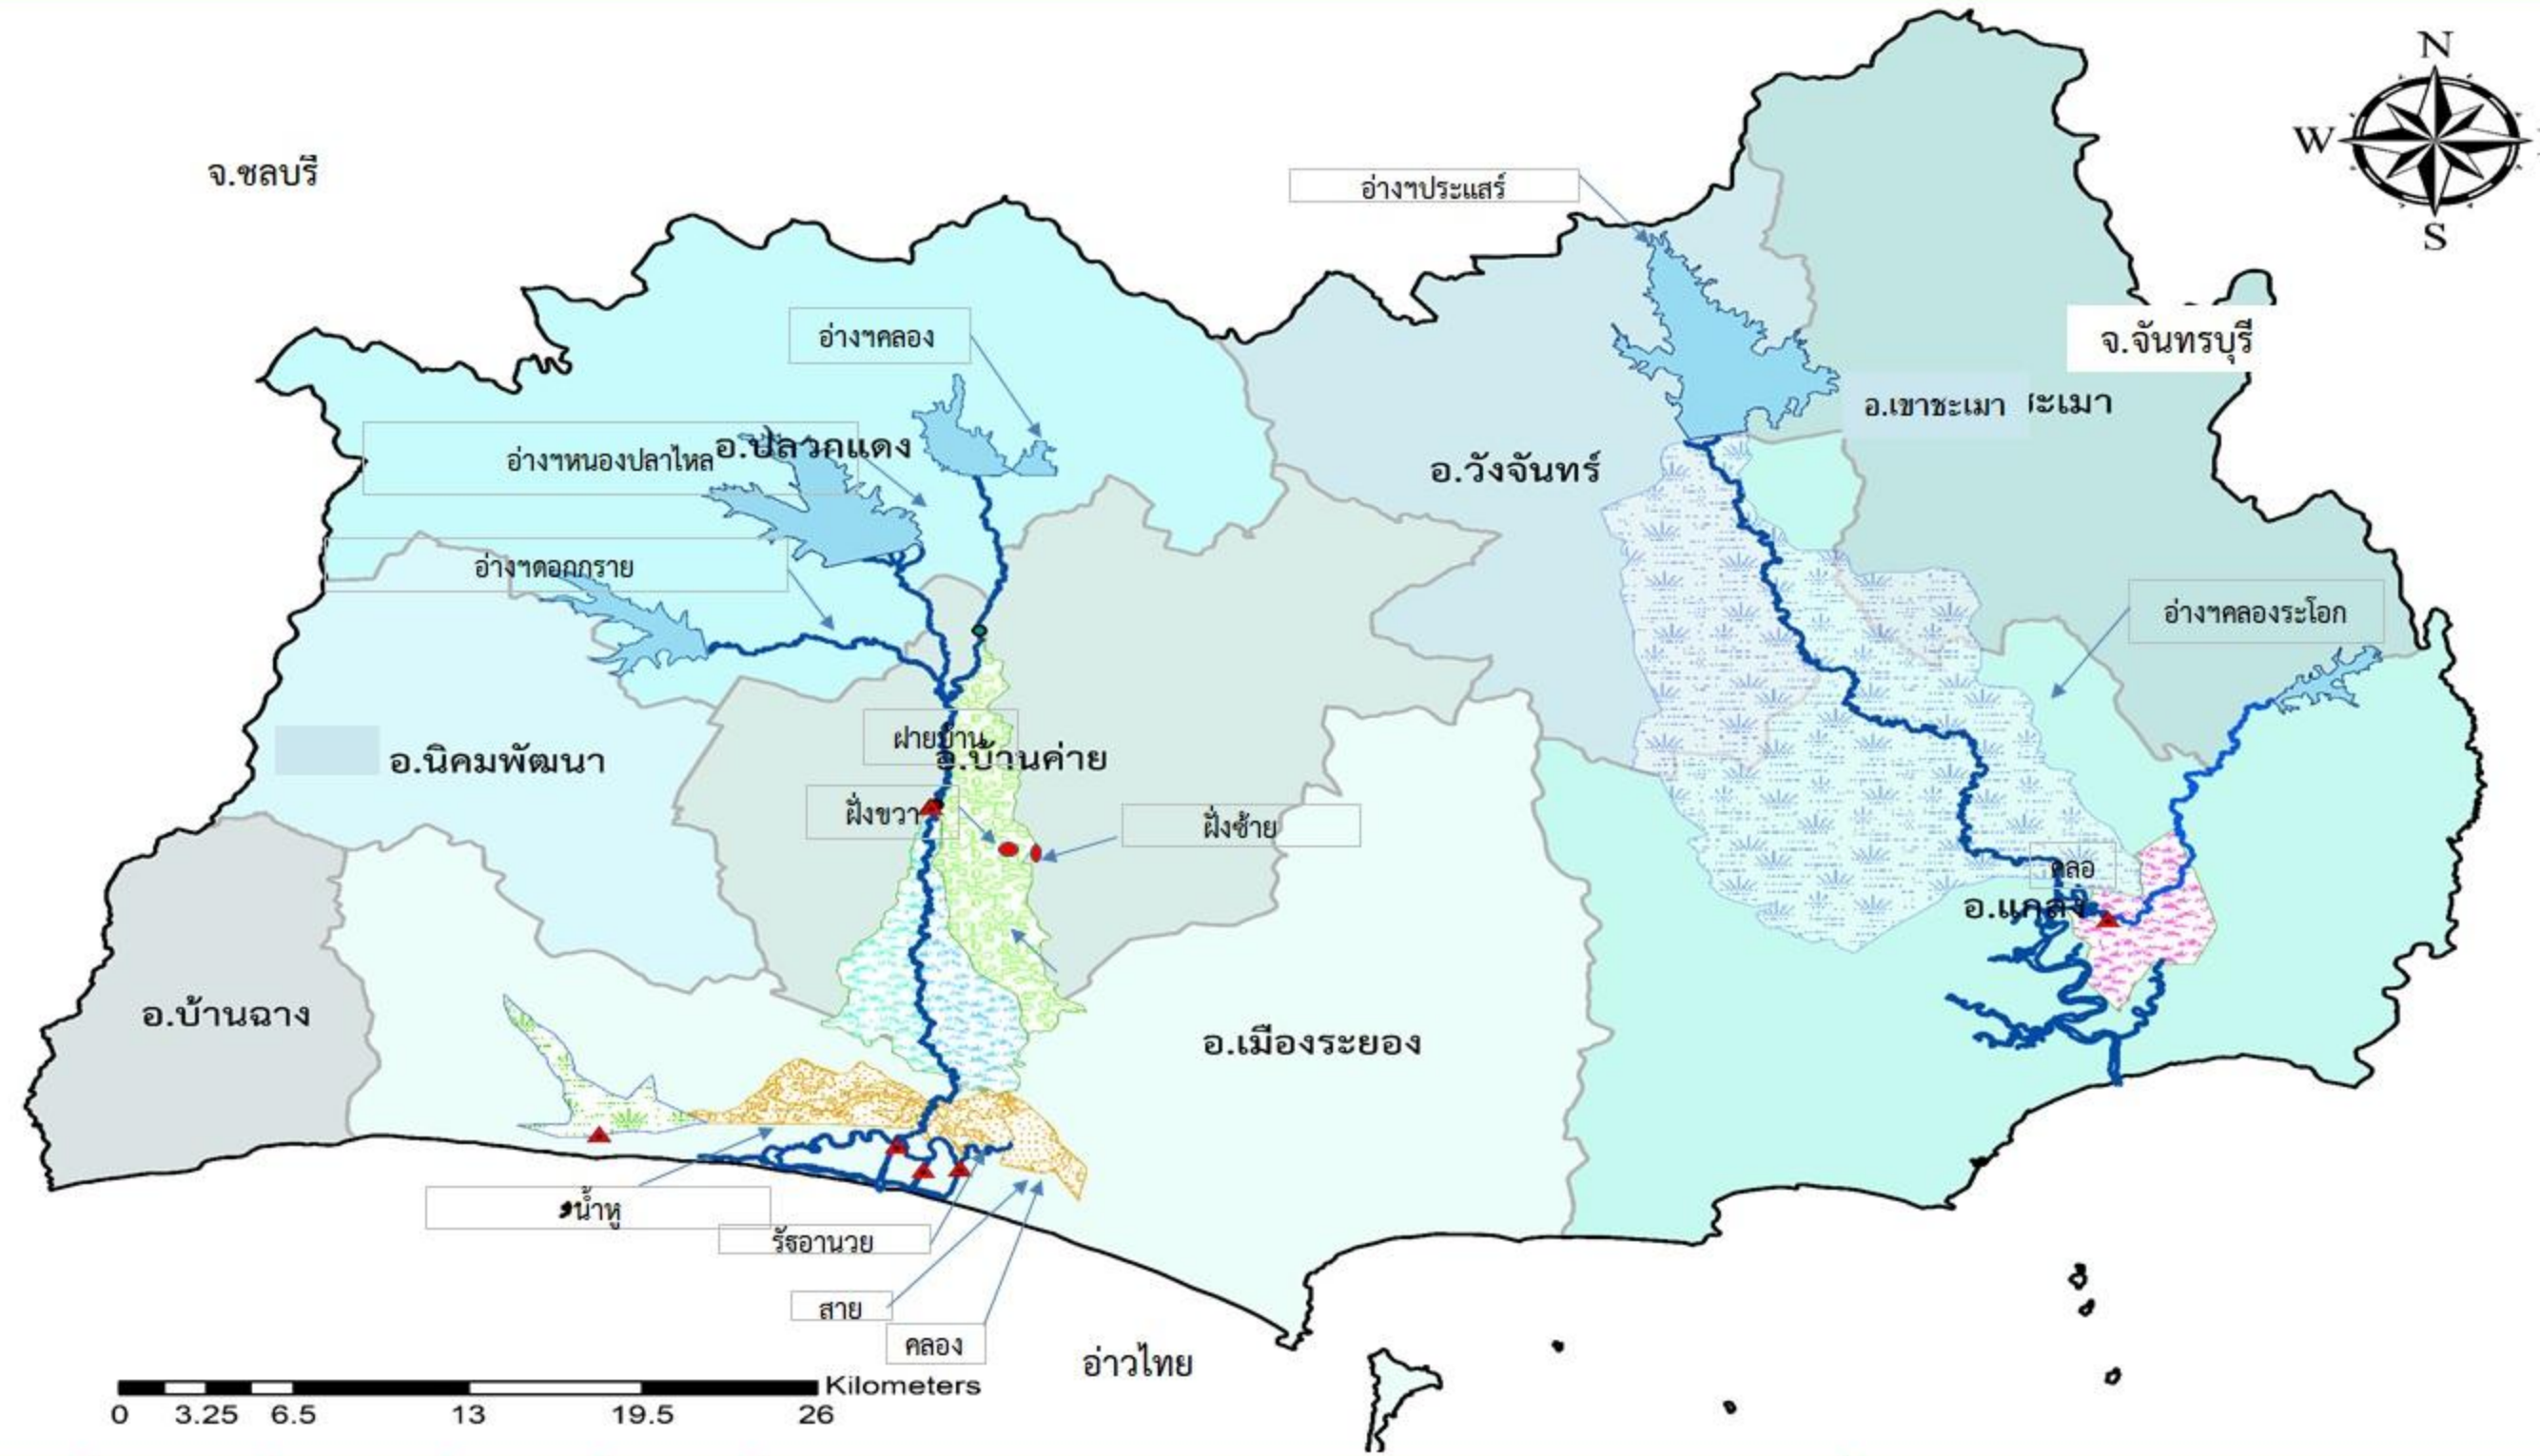 N
จ.ชลบรี
W
อ่างฯประแสร์
S
อ่างฯคลอง
จ.จันทรบุรี
อ.เขาชะเมา
ชะเมา
อ.ปลวกแดง
อ่างฯหนองปลาไหล
อ.วังจันทร์
อ่างฯดอกกราย
อ่างฯคลองระโอก
ฝายบ้าน
อ.บ้านค่าย
อ.นิคมพัฒนา
ฝั่งขวา
ฝั่งซ้าย
คลอ
อ.แกลง
อ.บ้านฉาง
อ.เมืองระยอง
น้ำหู
รัฐอานวย
สาย
คลอง
อ่าวไทย
Kilometers
0 3.25 6.5 13 19.5 26